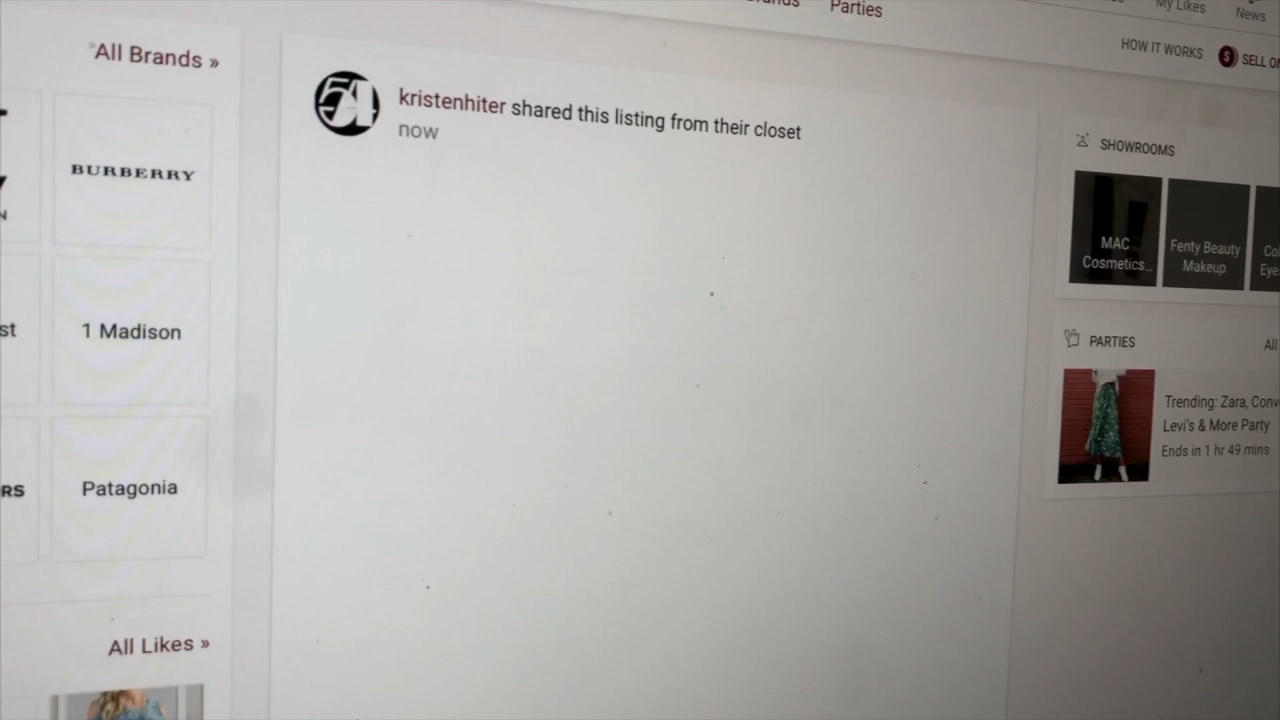 Parties
My Likes
News
HOW IT WORKS
All Brands »
BURBERRY
1 Madison
Patagonia
All Likes »
54
kristenhiter shared this listing from their closet
now
SHOWROOMS
MAC
Cosmetics...
Fenty Beauty
Makeup
PARTIES
All
Trending: Zara,
Levi's & More Party
Ends in 1 hr 49 mins